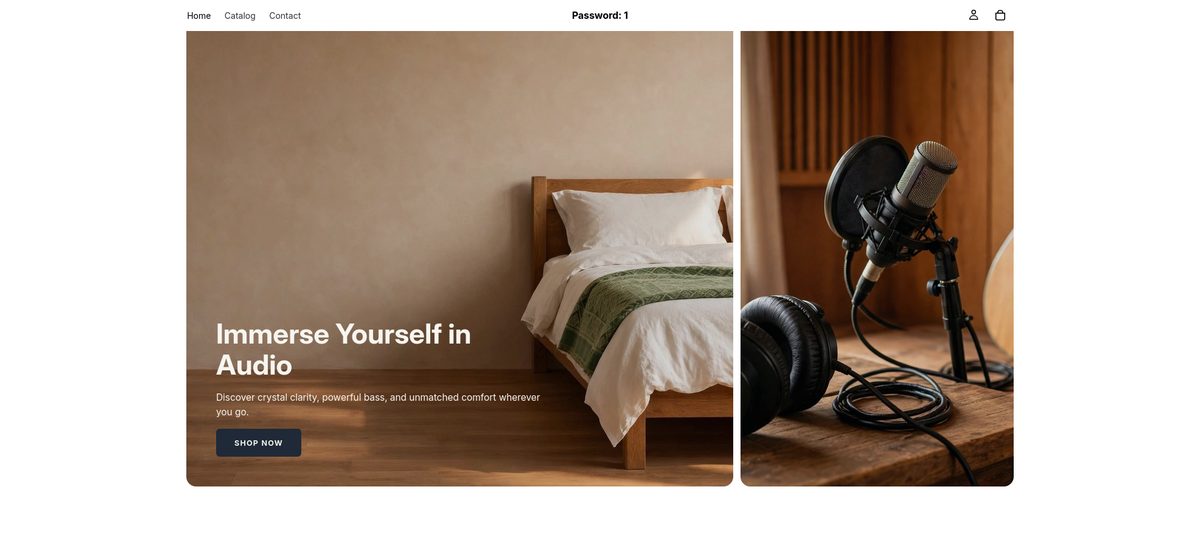 Home Catalog Contact Password: 1
Immerse Yourself in
Audio
Discover crystal clarity, powerful bass, and unmatched comfort wherever
you go.
SHOP NOW